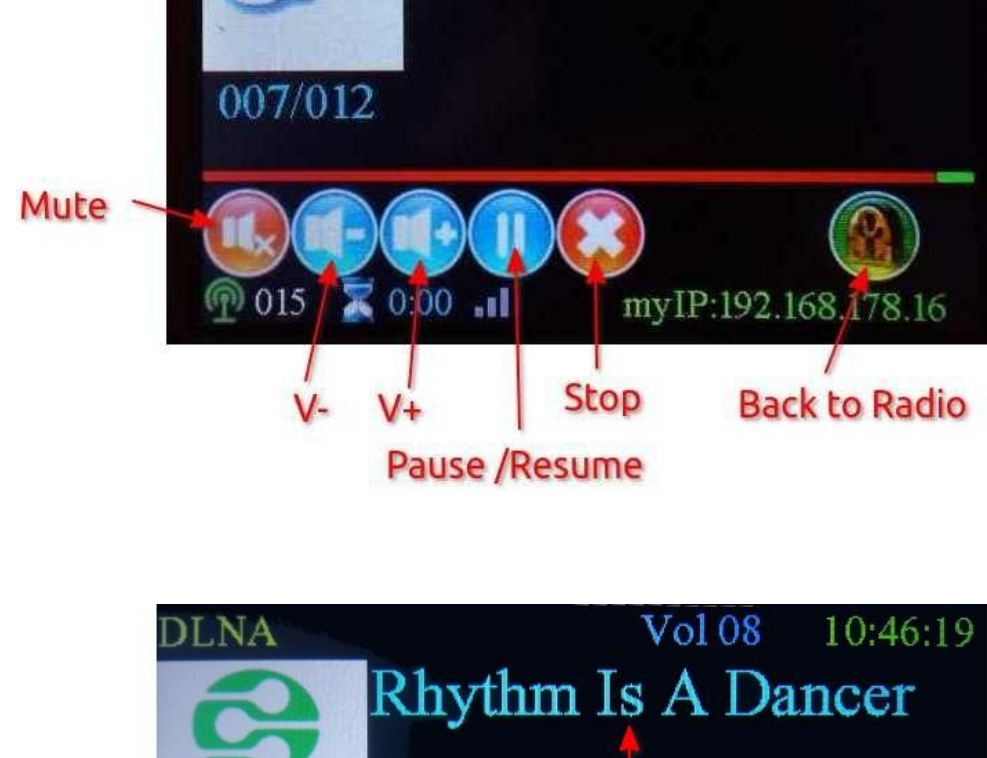 007/012
Mute
015 0:00 myIP:192.168.178.16
V- V+ Stop Back to Radio
Pause /Resume
DLNA Vol 08 10:46:19
Rhythm Is A Dancer